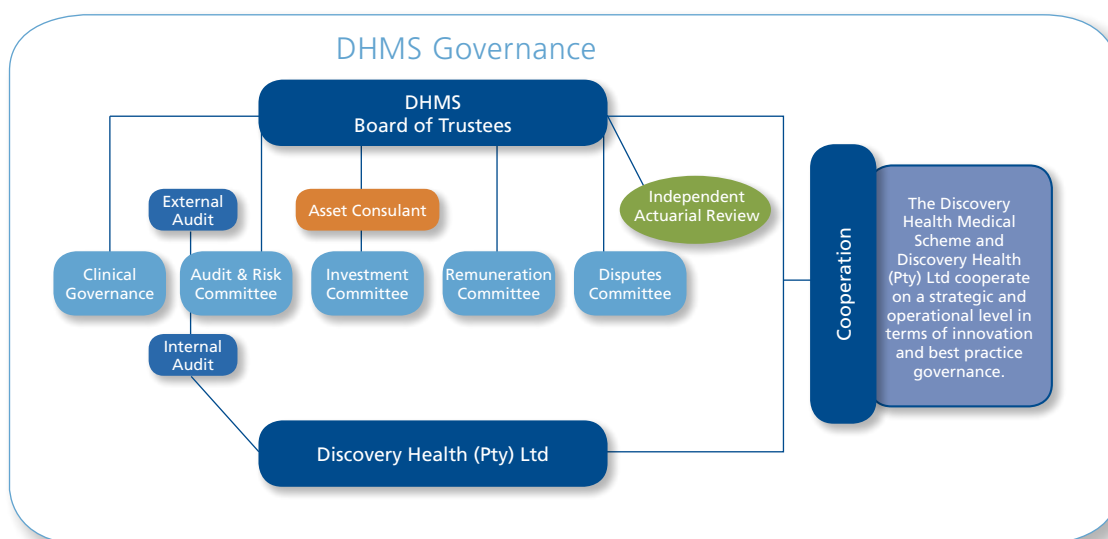 DHMS Governance
DHMS
Board of Trustees
External
Audit
Asset Consulant
Independent
Actuarial Review
Clinical
Governance
Audit & Risk
Committee
Investment
Committee
Remuneration
Committee
Disputes
Committee
Internal
Audit
Discovery Health (Pty) Ltd
Cooperation
The Discovery
Health Medical
Scheme and
Discovery Health
(Pty) Ltd cooperate
on a strategic and
operational level in
terms of innovation
and best practice
governance.